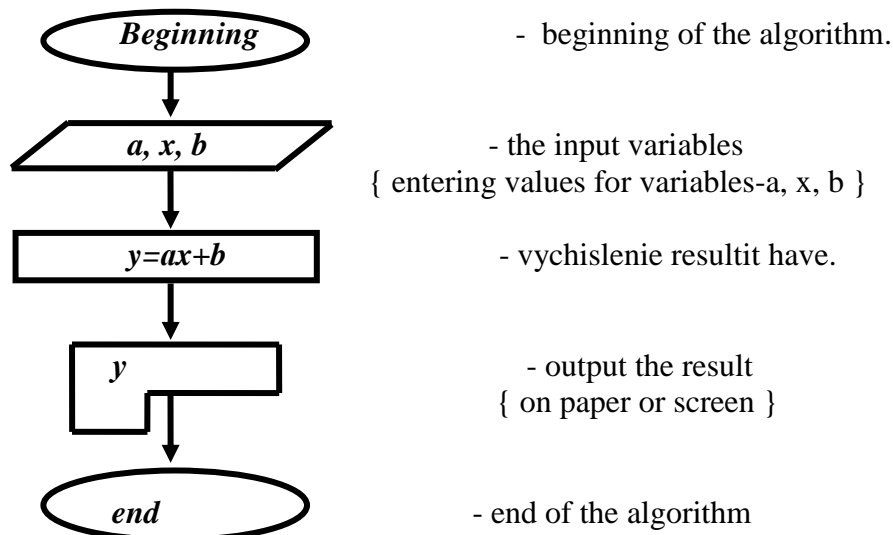 Beginning - beginning of the algorithm.
a, x, b - the input variables
{ entering values for variables-a, x, b }
y=ax+b - vychislenie resultit have.
y - output the result
{ on paper or screen }
end - end of the algorithm